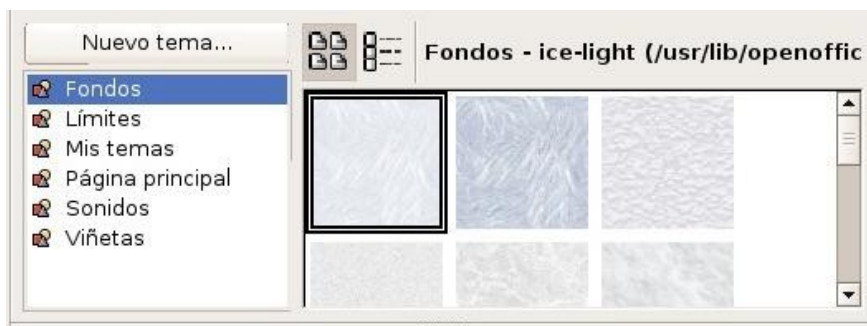 Nuevo tema...
Fondos - ice-light (/usr/lib/openoffic
Fondos
Límites
Mis temas
Página principal
Sonidos
Viñetas